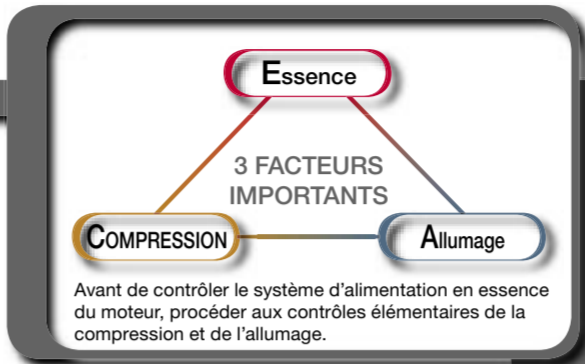 Essence
3 FACTEURS
IMPORTANTS
COMPRESSION
Allumage
Avant de contrôler le système d'alimentation en essence
du moteur, procéder aux contrôles élémentaires de la
compression et de l'allumage.